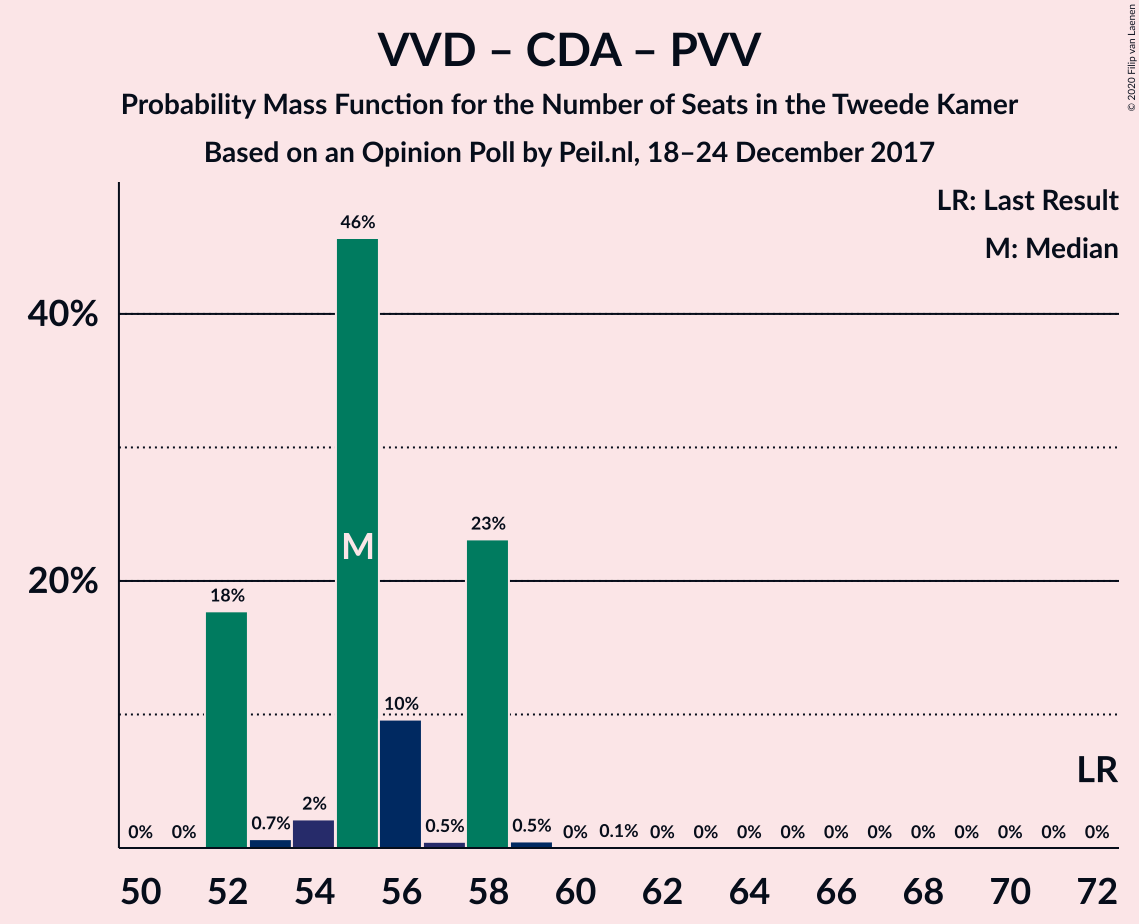 VVD – CDA – PVV
Probability Mass Function for the Number of Seats in the Tweede Kamer
Based on an Opinion Poll by Peil.nl, 18–24 December 2017
© 2020 Filip van Laenen
LR: Last Result
M: Median
46%
40%
M
23%
20%
18%
10%
LR
0% 0% 0.7% 2% 0.5% 0.5% 0% 0.1% 0% 0% 0% 0% 0% 0% 0% 0% 0% 0% 0%
50 52 54 56 58 60 62 64 66 68 70 72